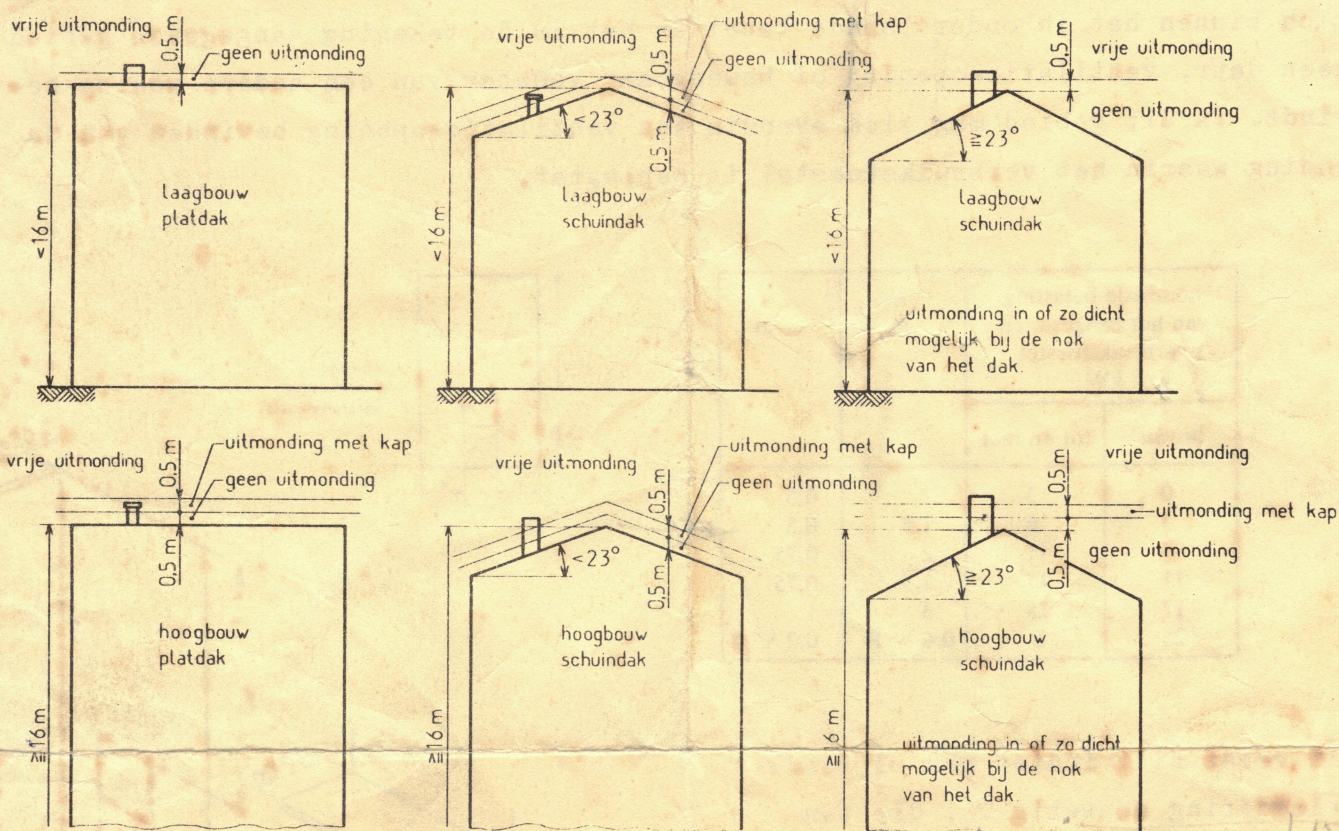 vrije uitmonding
0,5 m
geen uitmonding
<16 m
laagbouw
platdak
vrije uitmonding
0,5 m
uitmonding met kap
geen uitmonding
<23°
0,5 m
<16 m
laagbouw
schuindak
0,5 m
vrije uitmonding
geen uitmonding
≧23°
<16 m
laagbouw
schuindak
uitmonding in of zo dicht
mogelijk bij de nok
van het dak.
vrije uitmonding
0,5 m
uitmonding met kap
geen uitmonding
0,5 m
≧16 m
hoogbouw
platdak
vrije uitmonding
0,5 m
uitmonding met kap
geen uitmonding
<23°
0,5 m
≧16 m
hoogbouw
schuindak
0,5 m
vrije uitmonding
uitmonding met kap
geen uitmonding
0,5 m
≧23°
≧16 m
hoogbouw
schuindak
uitmonding in of zo dicht
mogelijk bij de nok
van het dak.